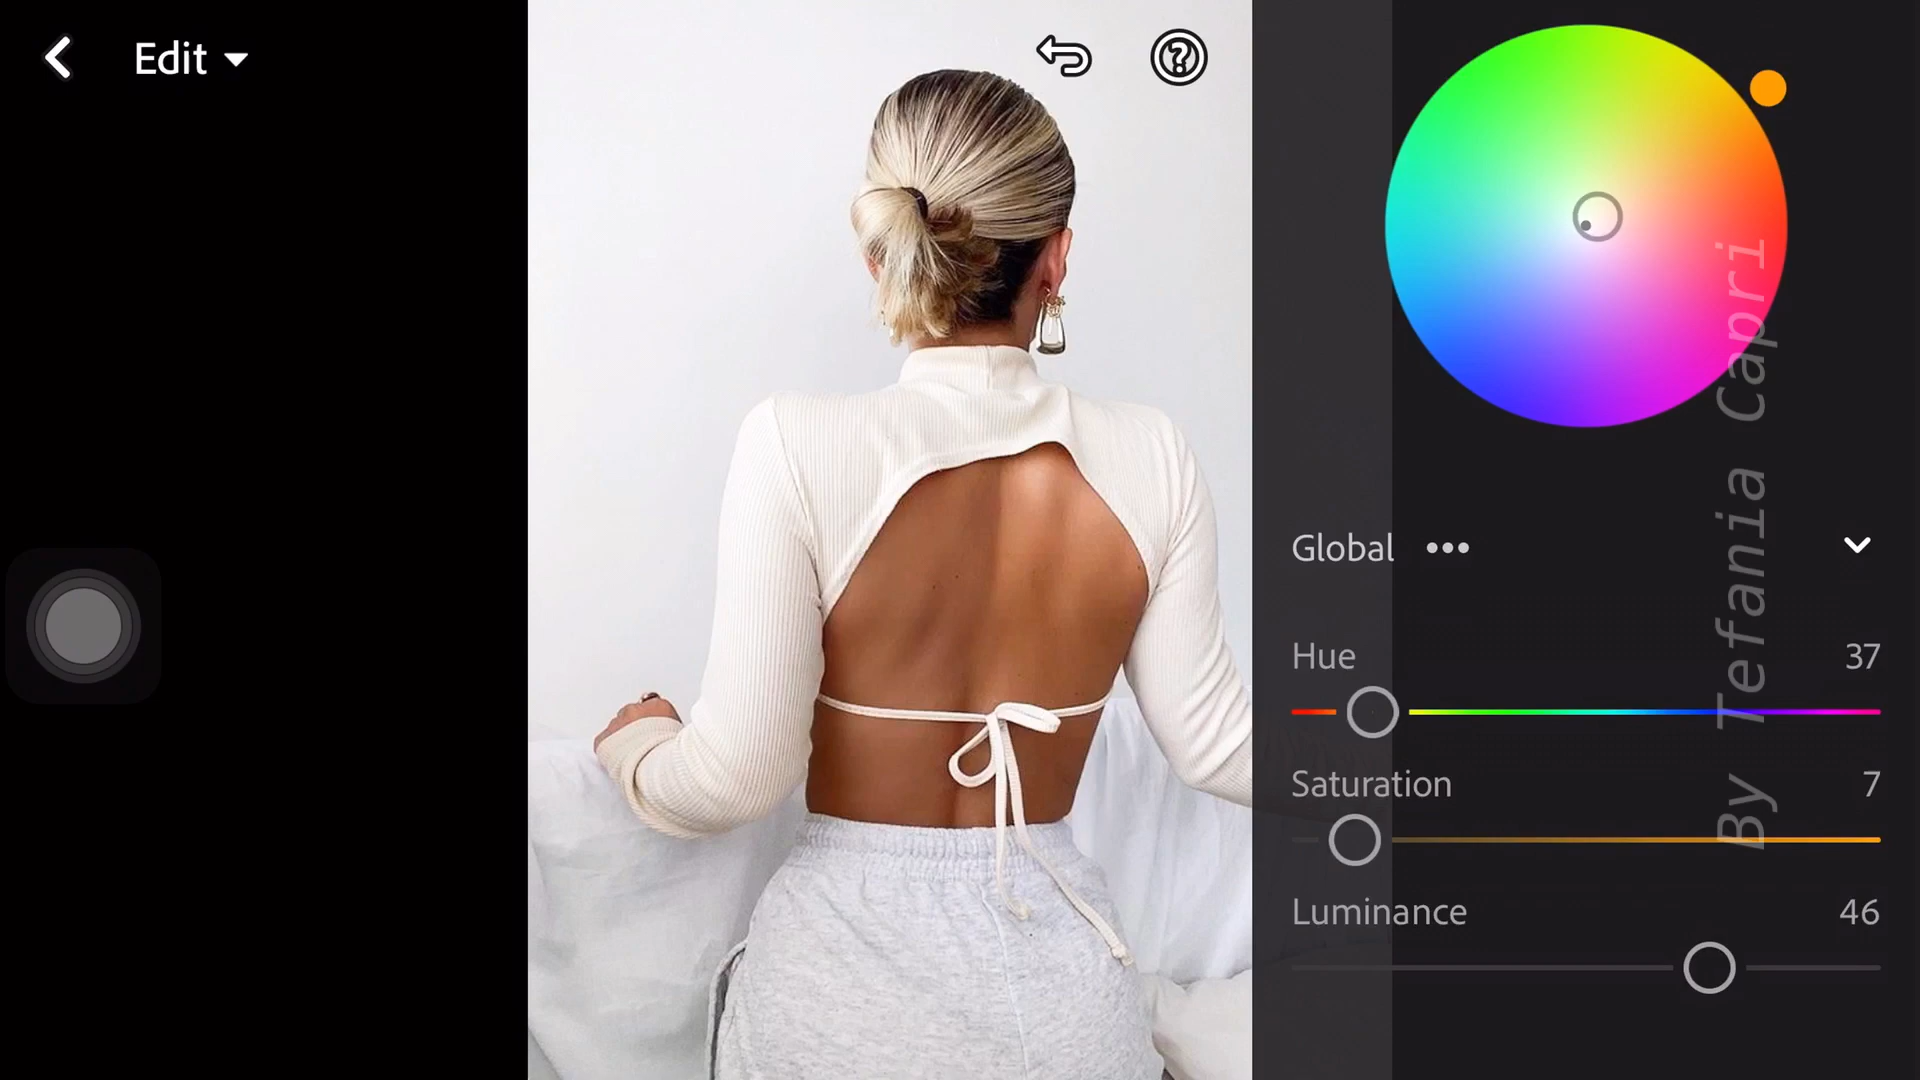 Edit
Global
Hue 37
Saturation 7
Luminance 46
By Tefania Capri